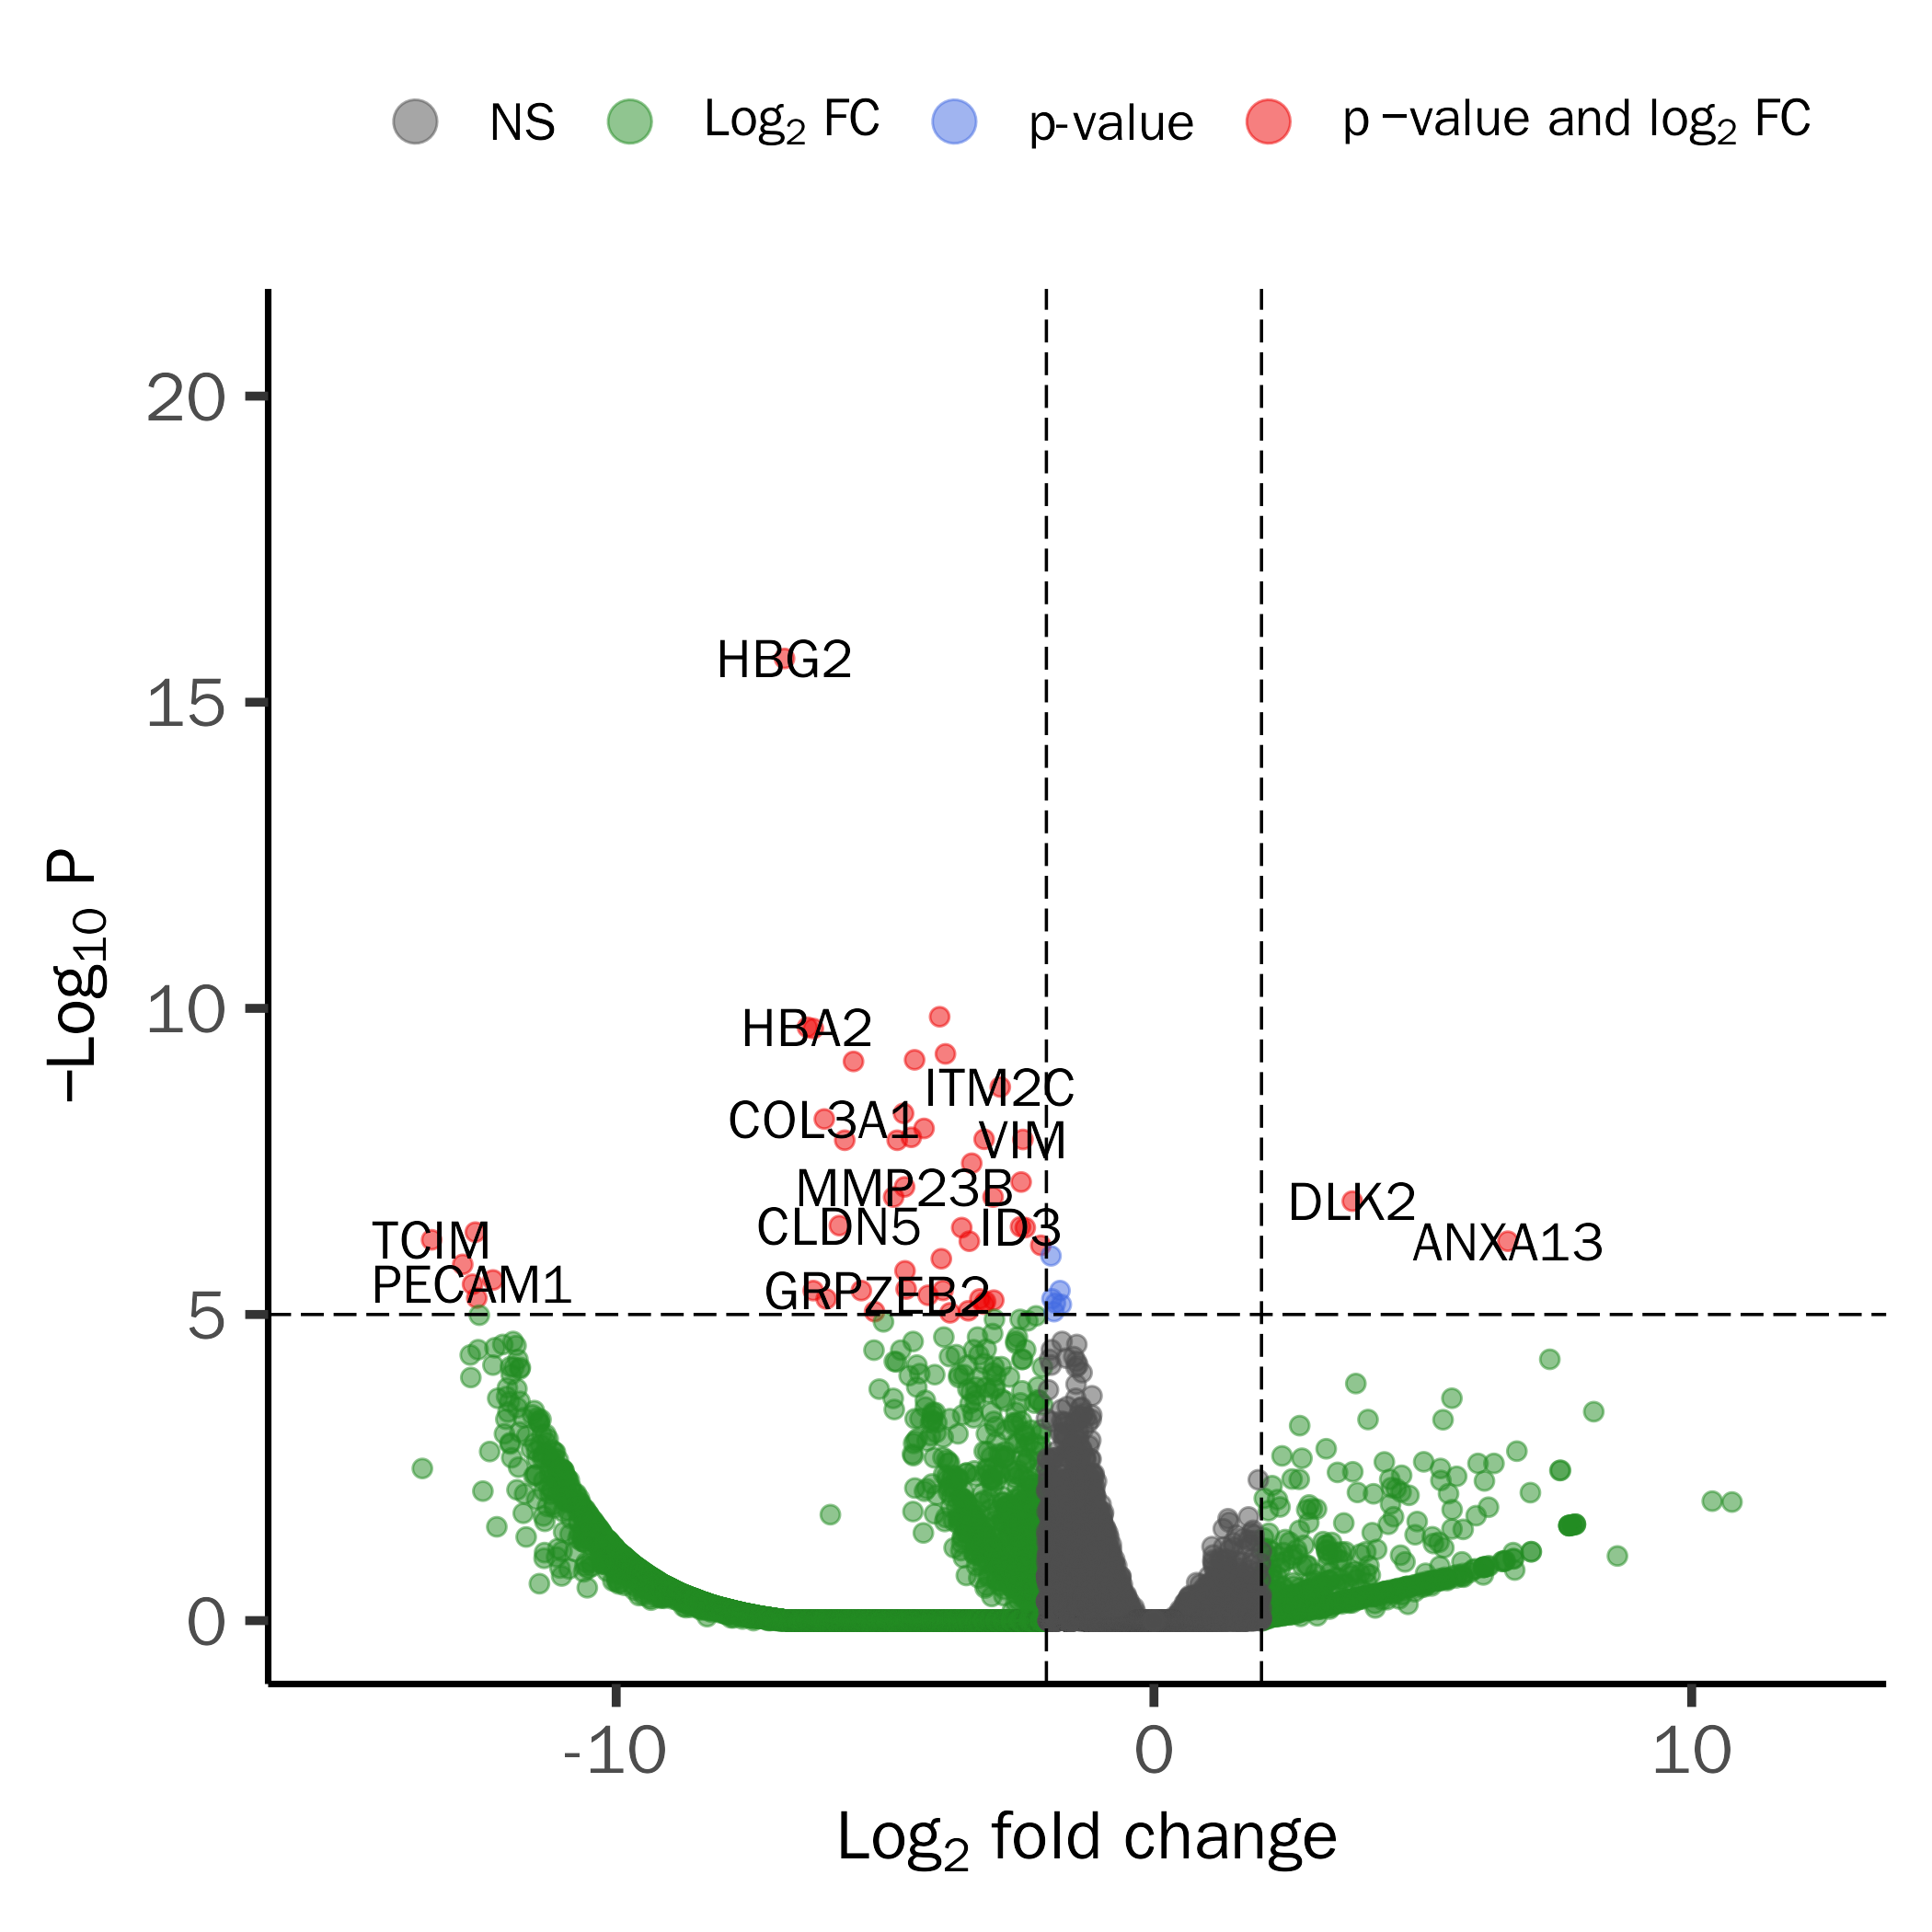 NS Log2 FC p-value p −value and log2 FC
−Log10 P
20
15
10
5
0
HBG2
HBA2
ITM2C
COL3A1
VIM
MMP23B
DLK2
CLDN5
ID3
TCIM
ANXA13
PECAM1
GRP
ZEB2
-10 0 10
Log2 fold change